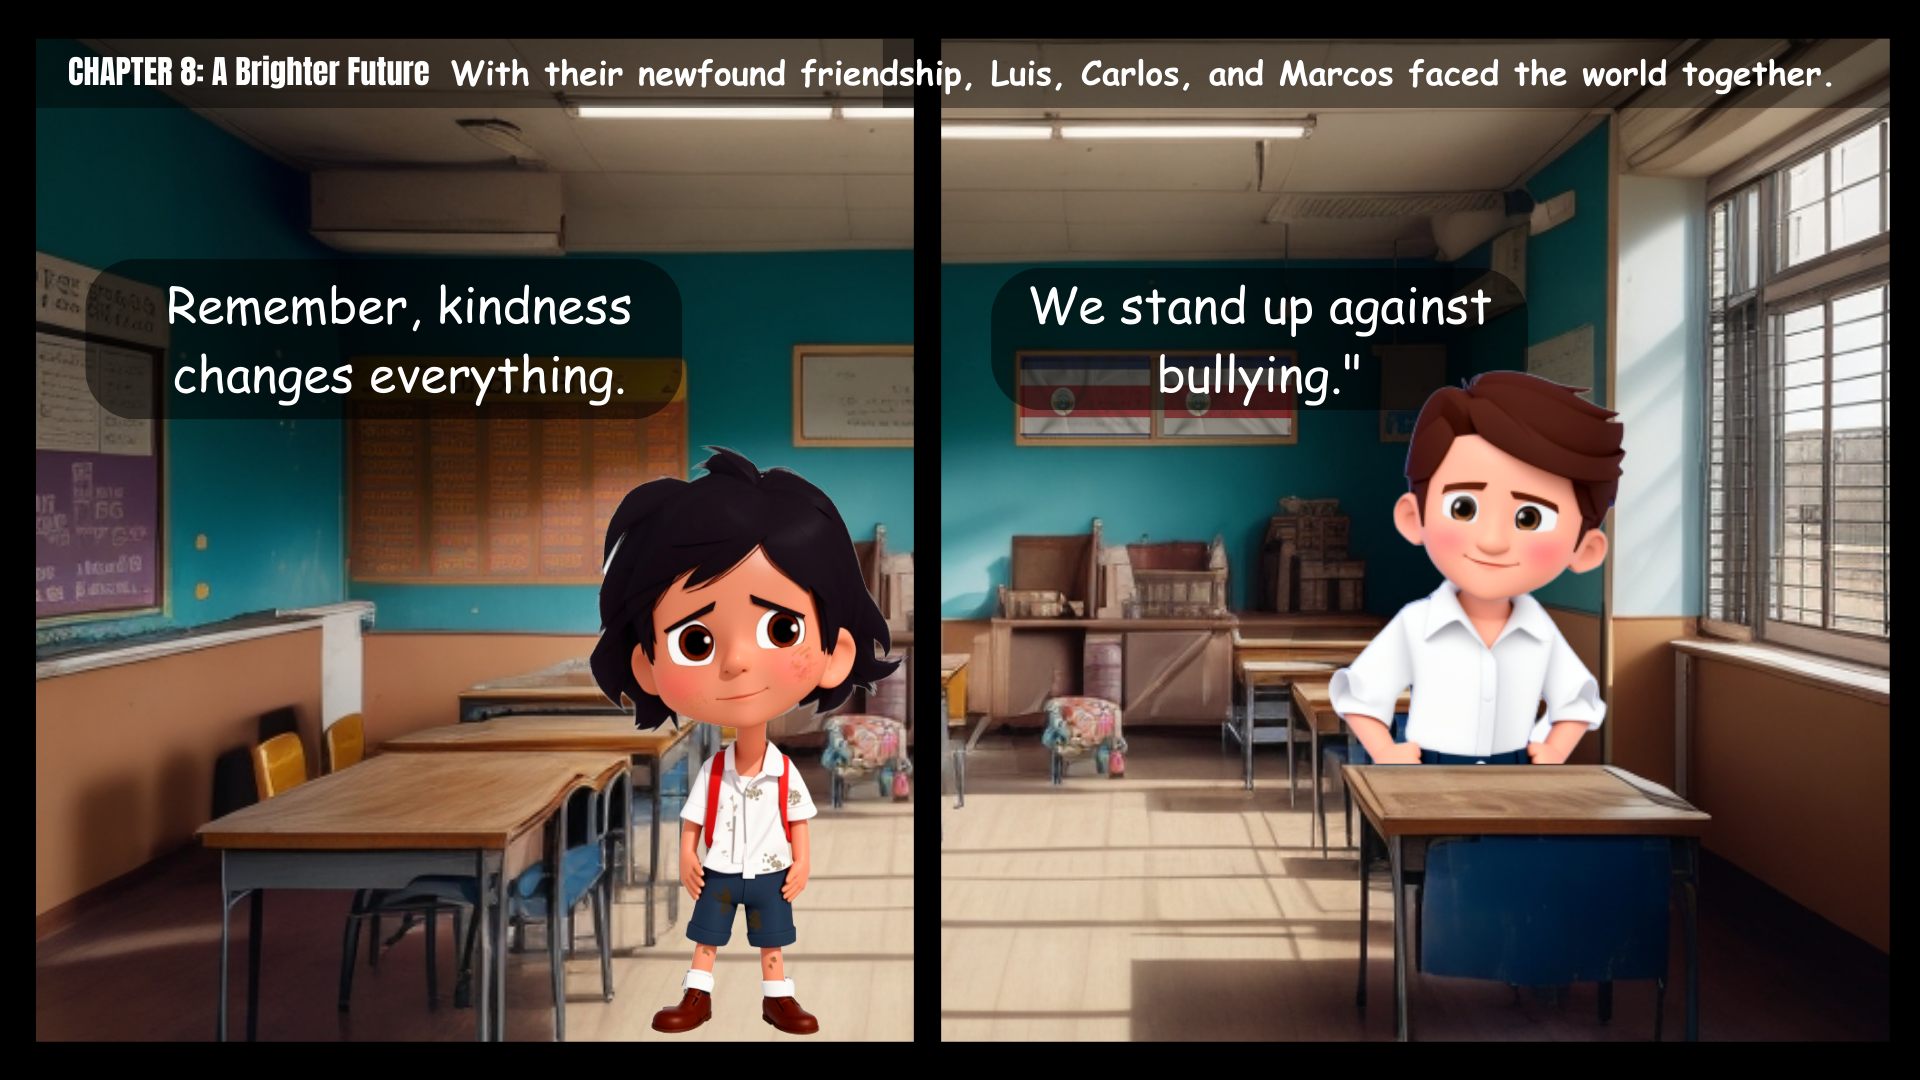 CHAPTER 8: A Brighter Future With their newfound friendship, Luis, Carlos, and Marcos faced the world together.
Remember, kindness
changes everything.
We stand up against
bullying."